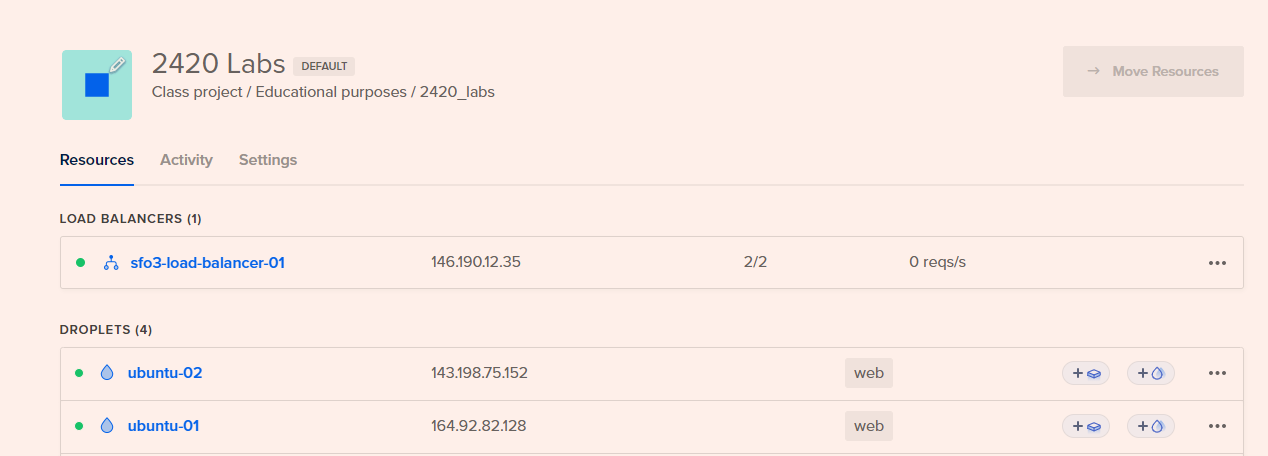 2420 Labs DEFAULT
→ Move Resources
Class project / Educational purposes / 2420_labs
Resources Activity Settings
LOAD BALANCERS (1)
sfo3-load-balancer-01 146.190.12.35 2/2 0 reqs/s
DROPLETS (4)
ubuntu-02 143.198.75.152 web
ubuntu-01 164.92.82.128 web